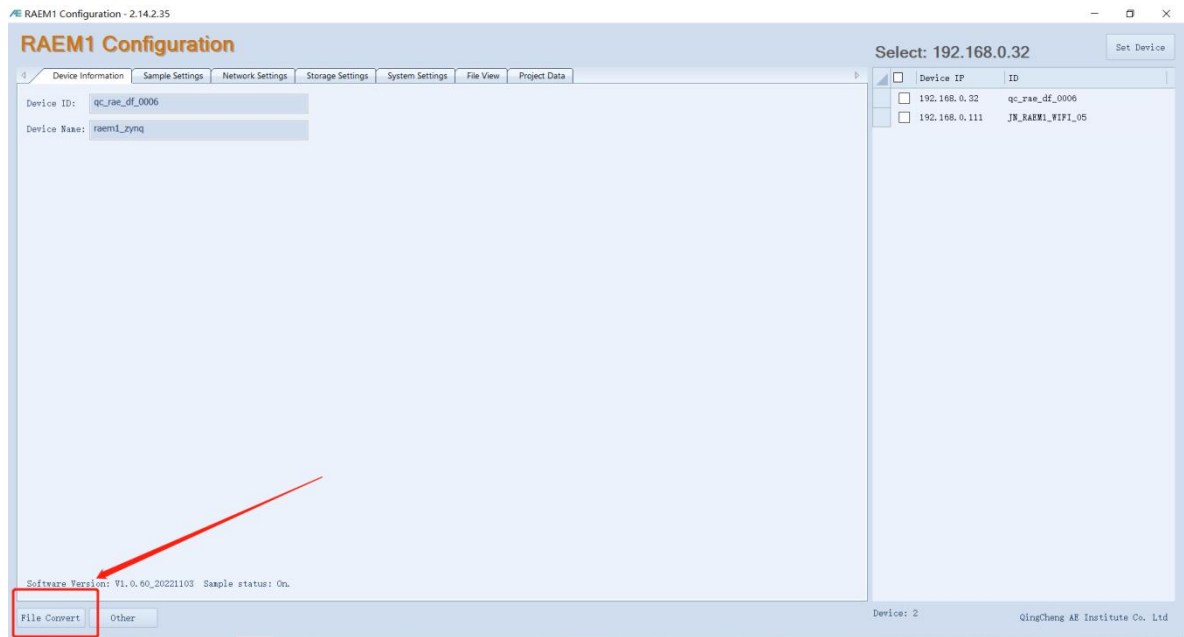 RAEM1 Configuration - 2.14.2.35
RAEM1 Configuration
Select: 192.168.0.32
Set Device
Device Information Sample Settings Network Settings Storage Settings System Settings File View Project Data
Device IP ID
Device ID: qc_rae_df_0006
192.168.0.32 qc_rae_df_0006
Device Name: raem1_zynq
192.168.0.111 JN_RAEM1_WIFI_05
Software Version: V1.0.60_20221103 Sample status: On.
File Convert Other
Device: 2
QingCheng AE Institute Co. Ltd